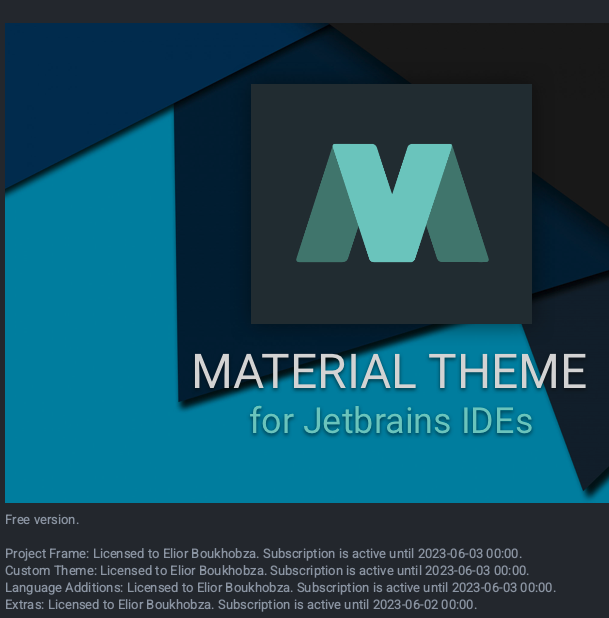 MATERIAL THEME
for Jetbrains IDEs
Free version.
Project Frame: Licensed to Elior Boukhobza. Subscription is active until 2023-06-03 00:00.
Custom Theme: Licensed to Elior Boukhobza. Subscription is active until 2023-06-03 00:00.
Language Additions: Licensed to Elior Boukhobza. Subscription is active until 2023-06-03 00:00.
Extras: Licensed to Elior Boukhobza. Subscription is active until 2023-06-02 00:00.